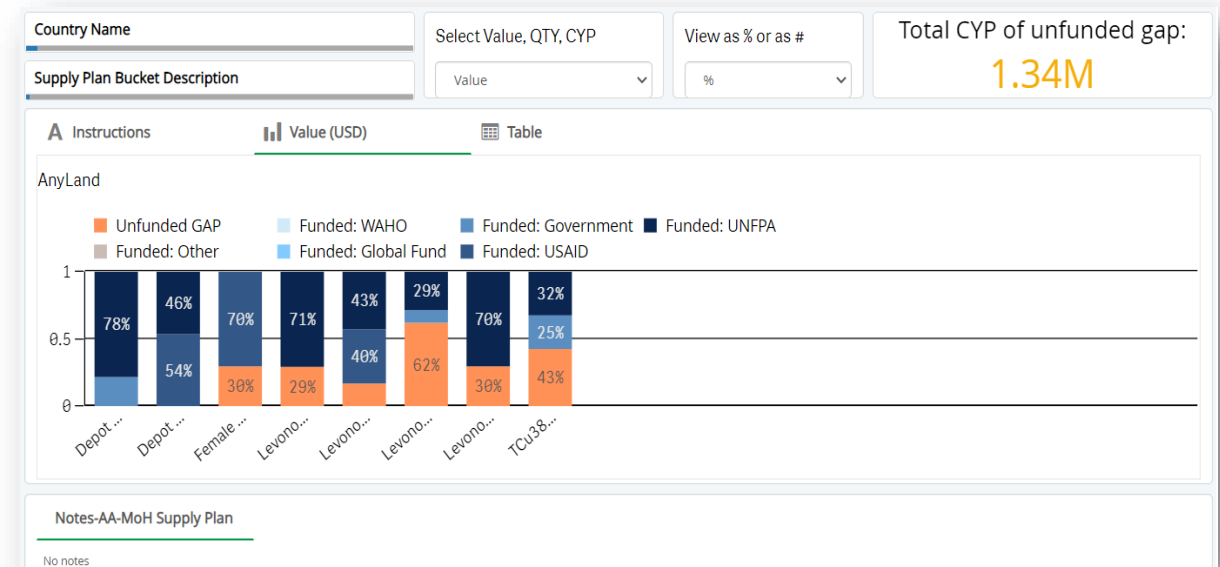 Country Name
Supply Plan Bucket Description
Select Value, QTY, CYP
Value
View as % or as #
%
Total CYP of unfunded gap:
1.34M
A Instructions
Value (USD)
Table
AnyLand
Unfunded GAP
Funded: WAHO
Funded: Government
Funded: UNFPA
Funded: Other
Funded: Global Fund
Funded: USAID
1
0.5
0
78%
46%
54%
70%
30%
71%
29%
43%
40%
29%
62%
70%
30%
32%
25%
43%
Depot ...
Depot ...
Female ...
Levono...
Levono...
Levono...
Levono...
TCu38...
Notes-AA-MoH Supply Plan
No notes